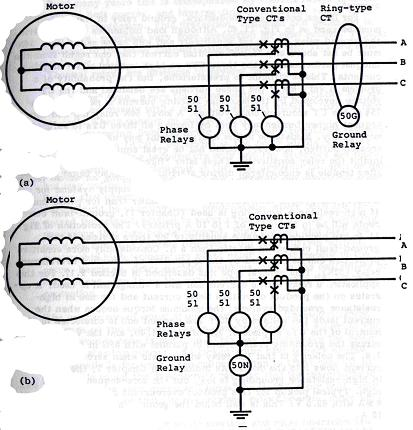 Motor
Conventional
Type CTs
Ring-type
CT
A
B
C
50
51
50
51
50
51
Phase
Relays
50G
Ground
Relay
(a)
Motor
Conventional
Type CTs
A
B
C
50
51
50
51
50
51
Phase
Relays
Ground
Relay
50N
(b)